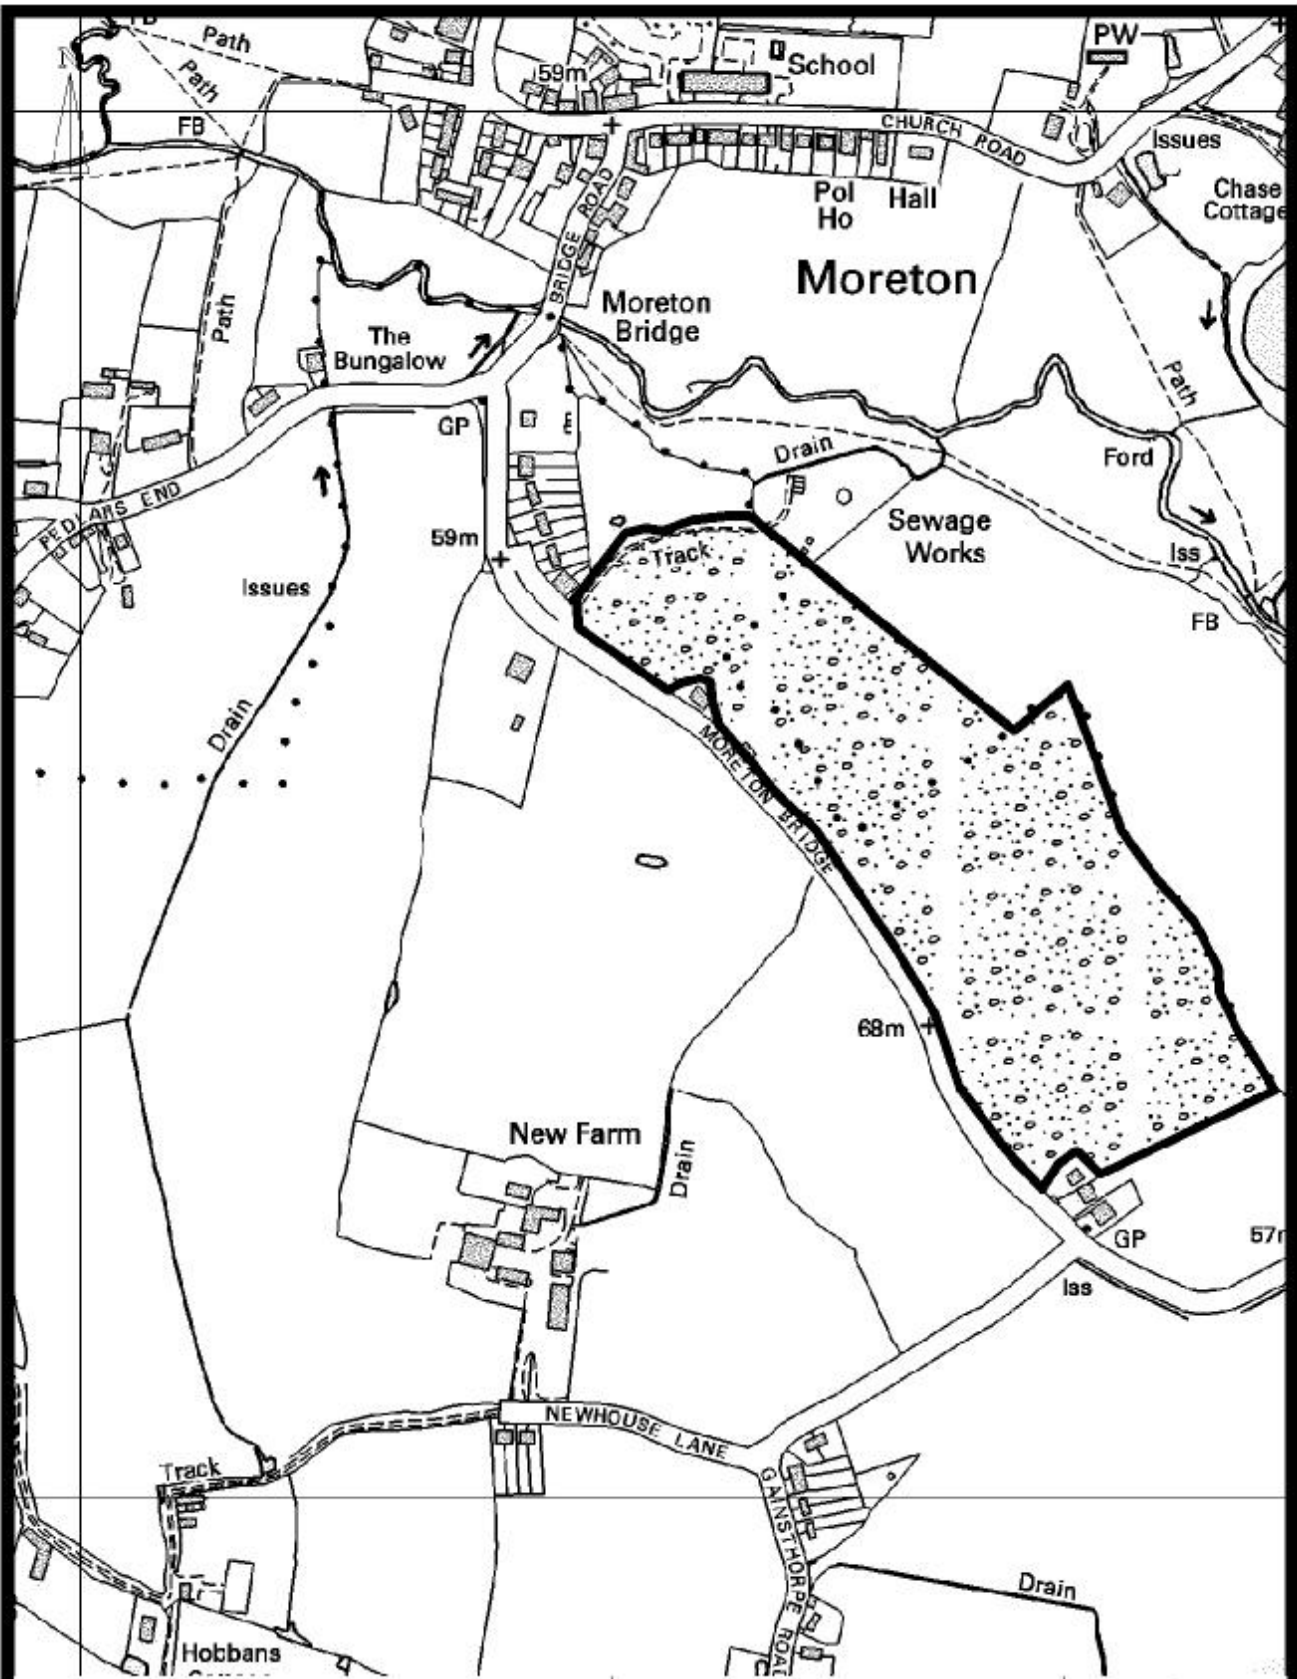 FB
Path
N
Path
59m
School
PW
FB
CHURCH ROAD
Issues
Pol
Ho
Hall
Chase
Cottage
BRIDGE ROAD
Moreton
Moreton
Bridge
Path
The
Bungalow
Path
GP
Drain
Ford
PEDLARS END
Sewage
Works
59m
Track
Iss
Issues
FB
Drain
MORETON BRIDGE
68m
New Farm
Drain
GP
57m
Iss
NEWHOUSE LANE
Track
GAINSTHORPE ROAD
Drain
Hobbans